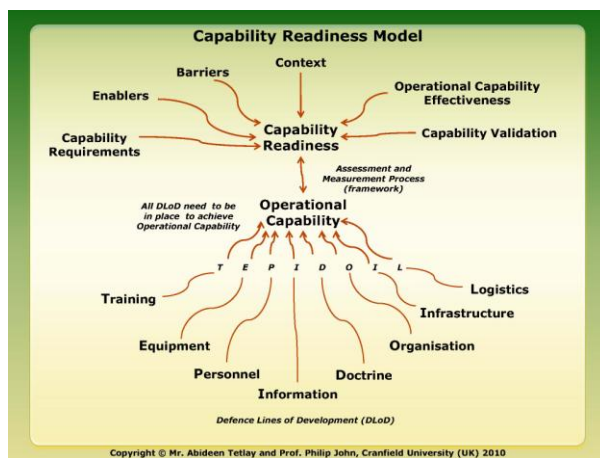 Capability Readiness Model
Context
Barriers
Enablers
Operational Capability
Effectiveness
Capability
Requirements
Capability
Readiness
Capability Validation
Assessment and
Measurement Process
(framework)
All DLoD need to be
in place to achieve
Operational Capability
Operational
Capability
T E P I D O I L
Training
Logistics
Infrastructure
Equipment
Organisation
Personnel
Doctrine
Information
Defence Lines of Development (DLoD)
Copyright © Mr. Abideen Tetlay and Prof. Philip John, Cranfield University (UK) 2010